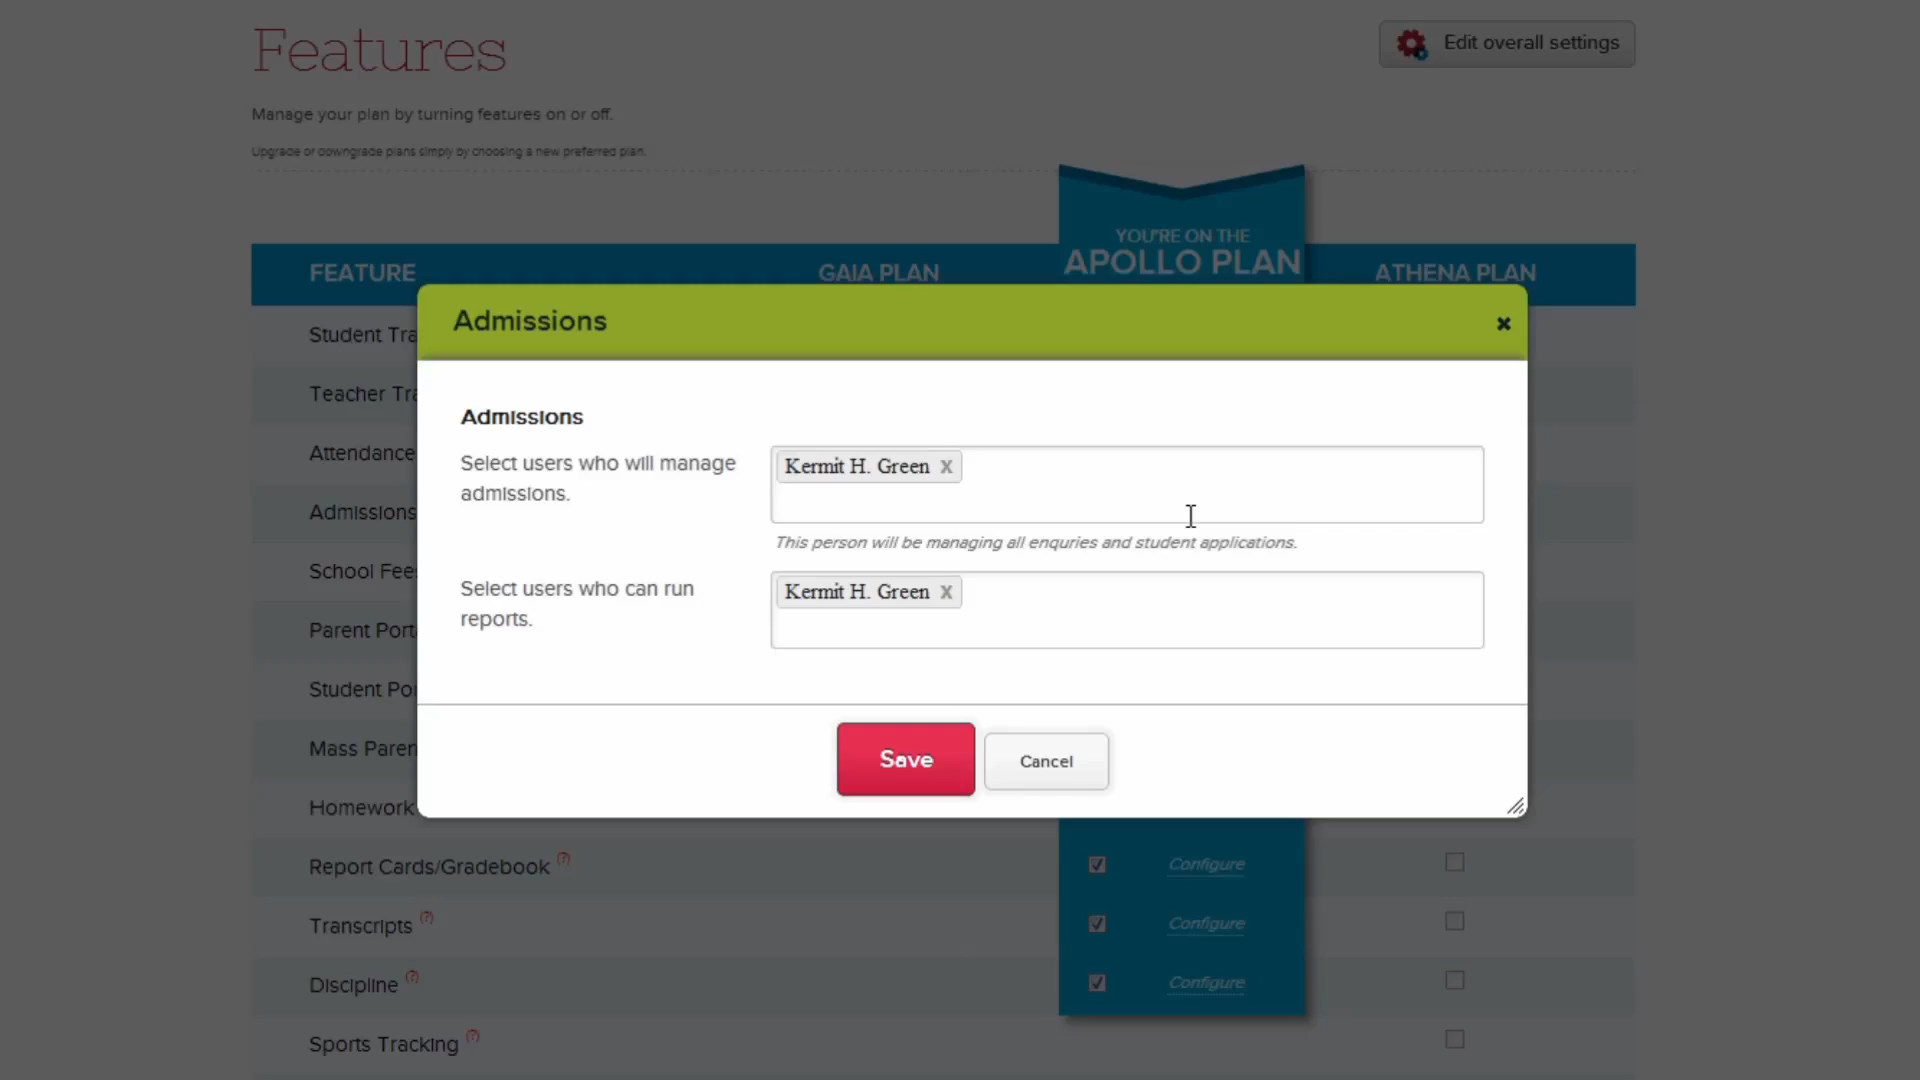 Features
Edit overall settings
Manage your plan by turning features on or off.
Upgrade or downgrade plans simply by choosing a new preferred plan.
YOU'RE ON THE
APOLLO PLAN
FEATURE
GAIA PLAN
ATHENA PLAN
Admissions
x
Student Tra
Teacher Tra
Attendance
Admissions
School Fee
Parent Port
Student Po
Mass Paren
Homework
Admissions
Select users who will manage
admissions.
Kermit H. Green x
This person will be managing all enquries and student applications.
Select users who can run
reports.
Kermit H. Green x
Save
Cancel
Report Cards/Gradebook (?)
Configure
Transcripts (?)
Configure
Discipline (?)
Configure
Sports Tracking (?)